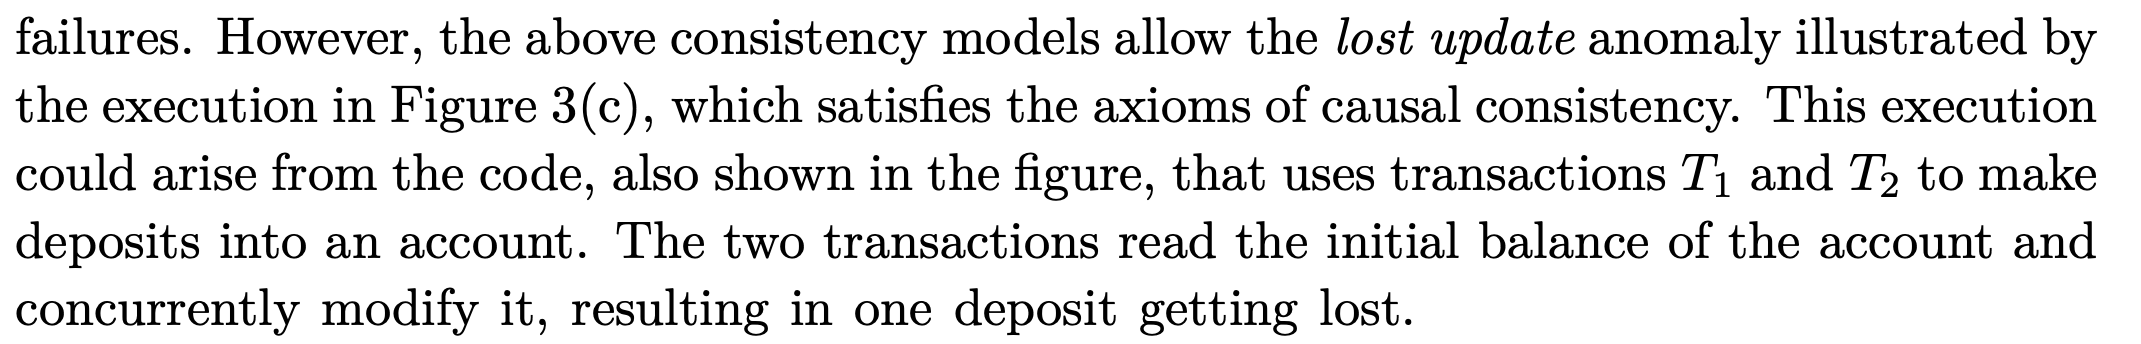 failures. However, the above consistency models allow the lost update anomaly illustrated by
the execution in Figure 3(c), which satisfies the axioms of causal consistency. This execution
could arise from the code, also shown in the figure, that uses transactions T₁ and T₂ to make
deposits into an account. The two transactions read the initial balance of the account and
concurrently modify it, resulting in one deposit getting lost.